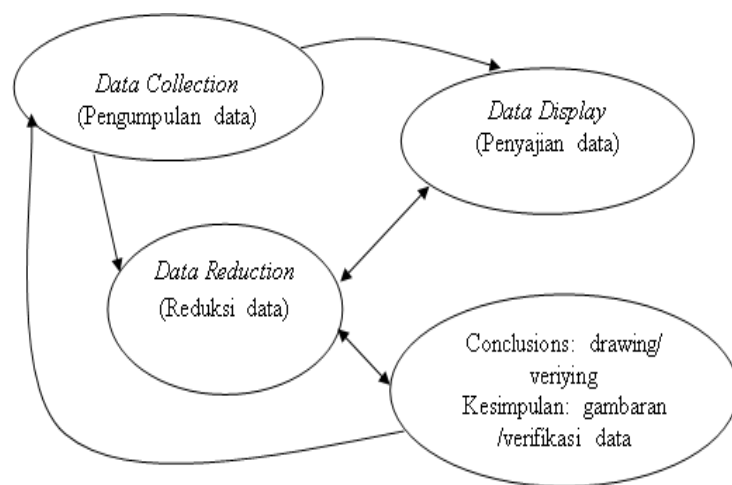 Data Collection
(Pengumpulan data)
Data Display
(Penyajian data)
Data Reduction
(Reduksi data)
Conclusions: drawing/
veriying
Kesimpulan: gambaran
/verifikasi data